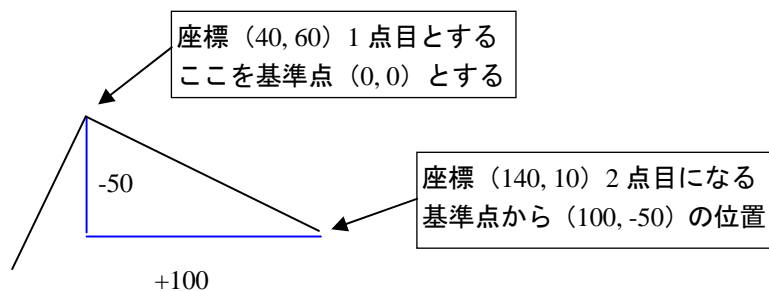 座標（40, 60）1 点目とする
ここを基準点（0, 0）とする
-50
座標（140, 10）2 点目になる
基準点から（100, -50）の位置
+100